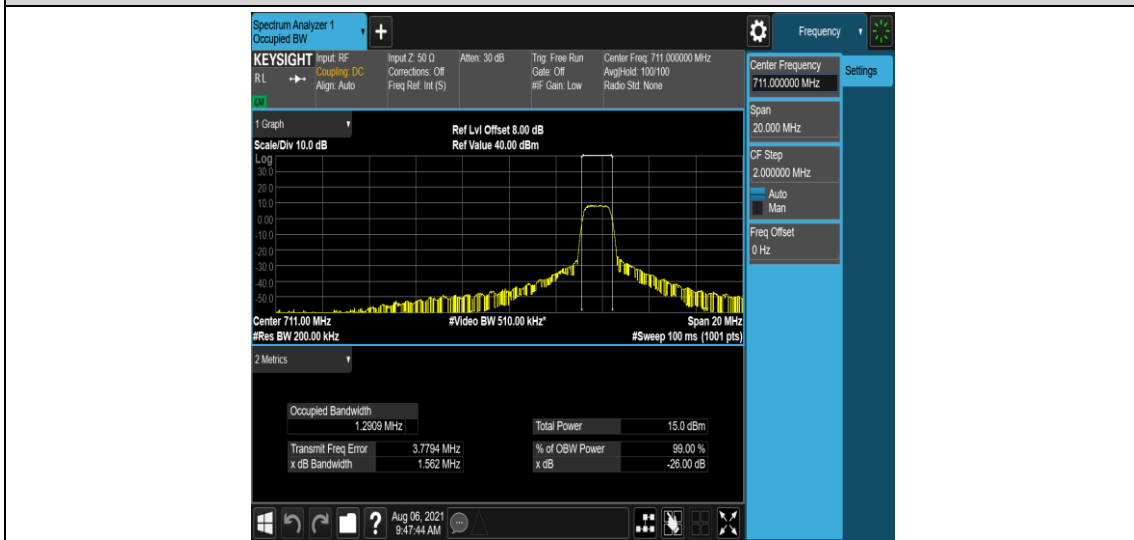 Spectrum Analyzer 1
Occupied BW
+
Frequency
KEYSIGHT
RL
LXI
Input: RF
Coupling: DC
Align: Auto
Input Z: 50 Ω
Corrections: Off
Freq Ref: Int (S)
Atten: 30 dB
Trig: Free Run
Gate: Off
#IF Gain: Low
Center Freq: 711.000000 MHz
Avg|Hold: 100/100
Radio Std: None
Center Frequency
711.000000 MHz
Settings
Span
20.000 MHz
CF Step
2.000000 MHz
Auto
Man
Freq Offset
0 Hz
1 Graph
Scale/Div 10.0 dB
Ref Lvl Offset 8.00 dB
Ref Value 40.00 dBm
Log
30.0
20.0
10.0
0.00
-10.0
-20.0
-30.0
-40.0
-50.0
Center 711.00 MHz
#Video BW 510.00 kHz*
Span 20 MHz
#Res BW 200.00 kHz
#Sweep 100 ms (1001 pts)
2 Metrics
Occupied Bandwidth
1.2909 MHz
Total Power 15.0 dBm
Transmit Freq Error 3.7794 MHz
% of OBW Power 99.00 %
x dB Bandwidth 1.562 MHz
x dB -26.00 dB
?
Aug 06, 2021
9:47:44 AM